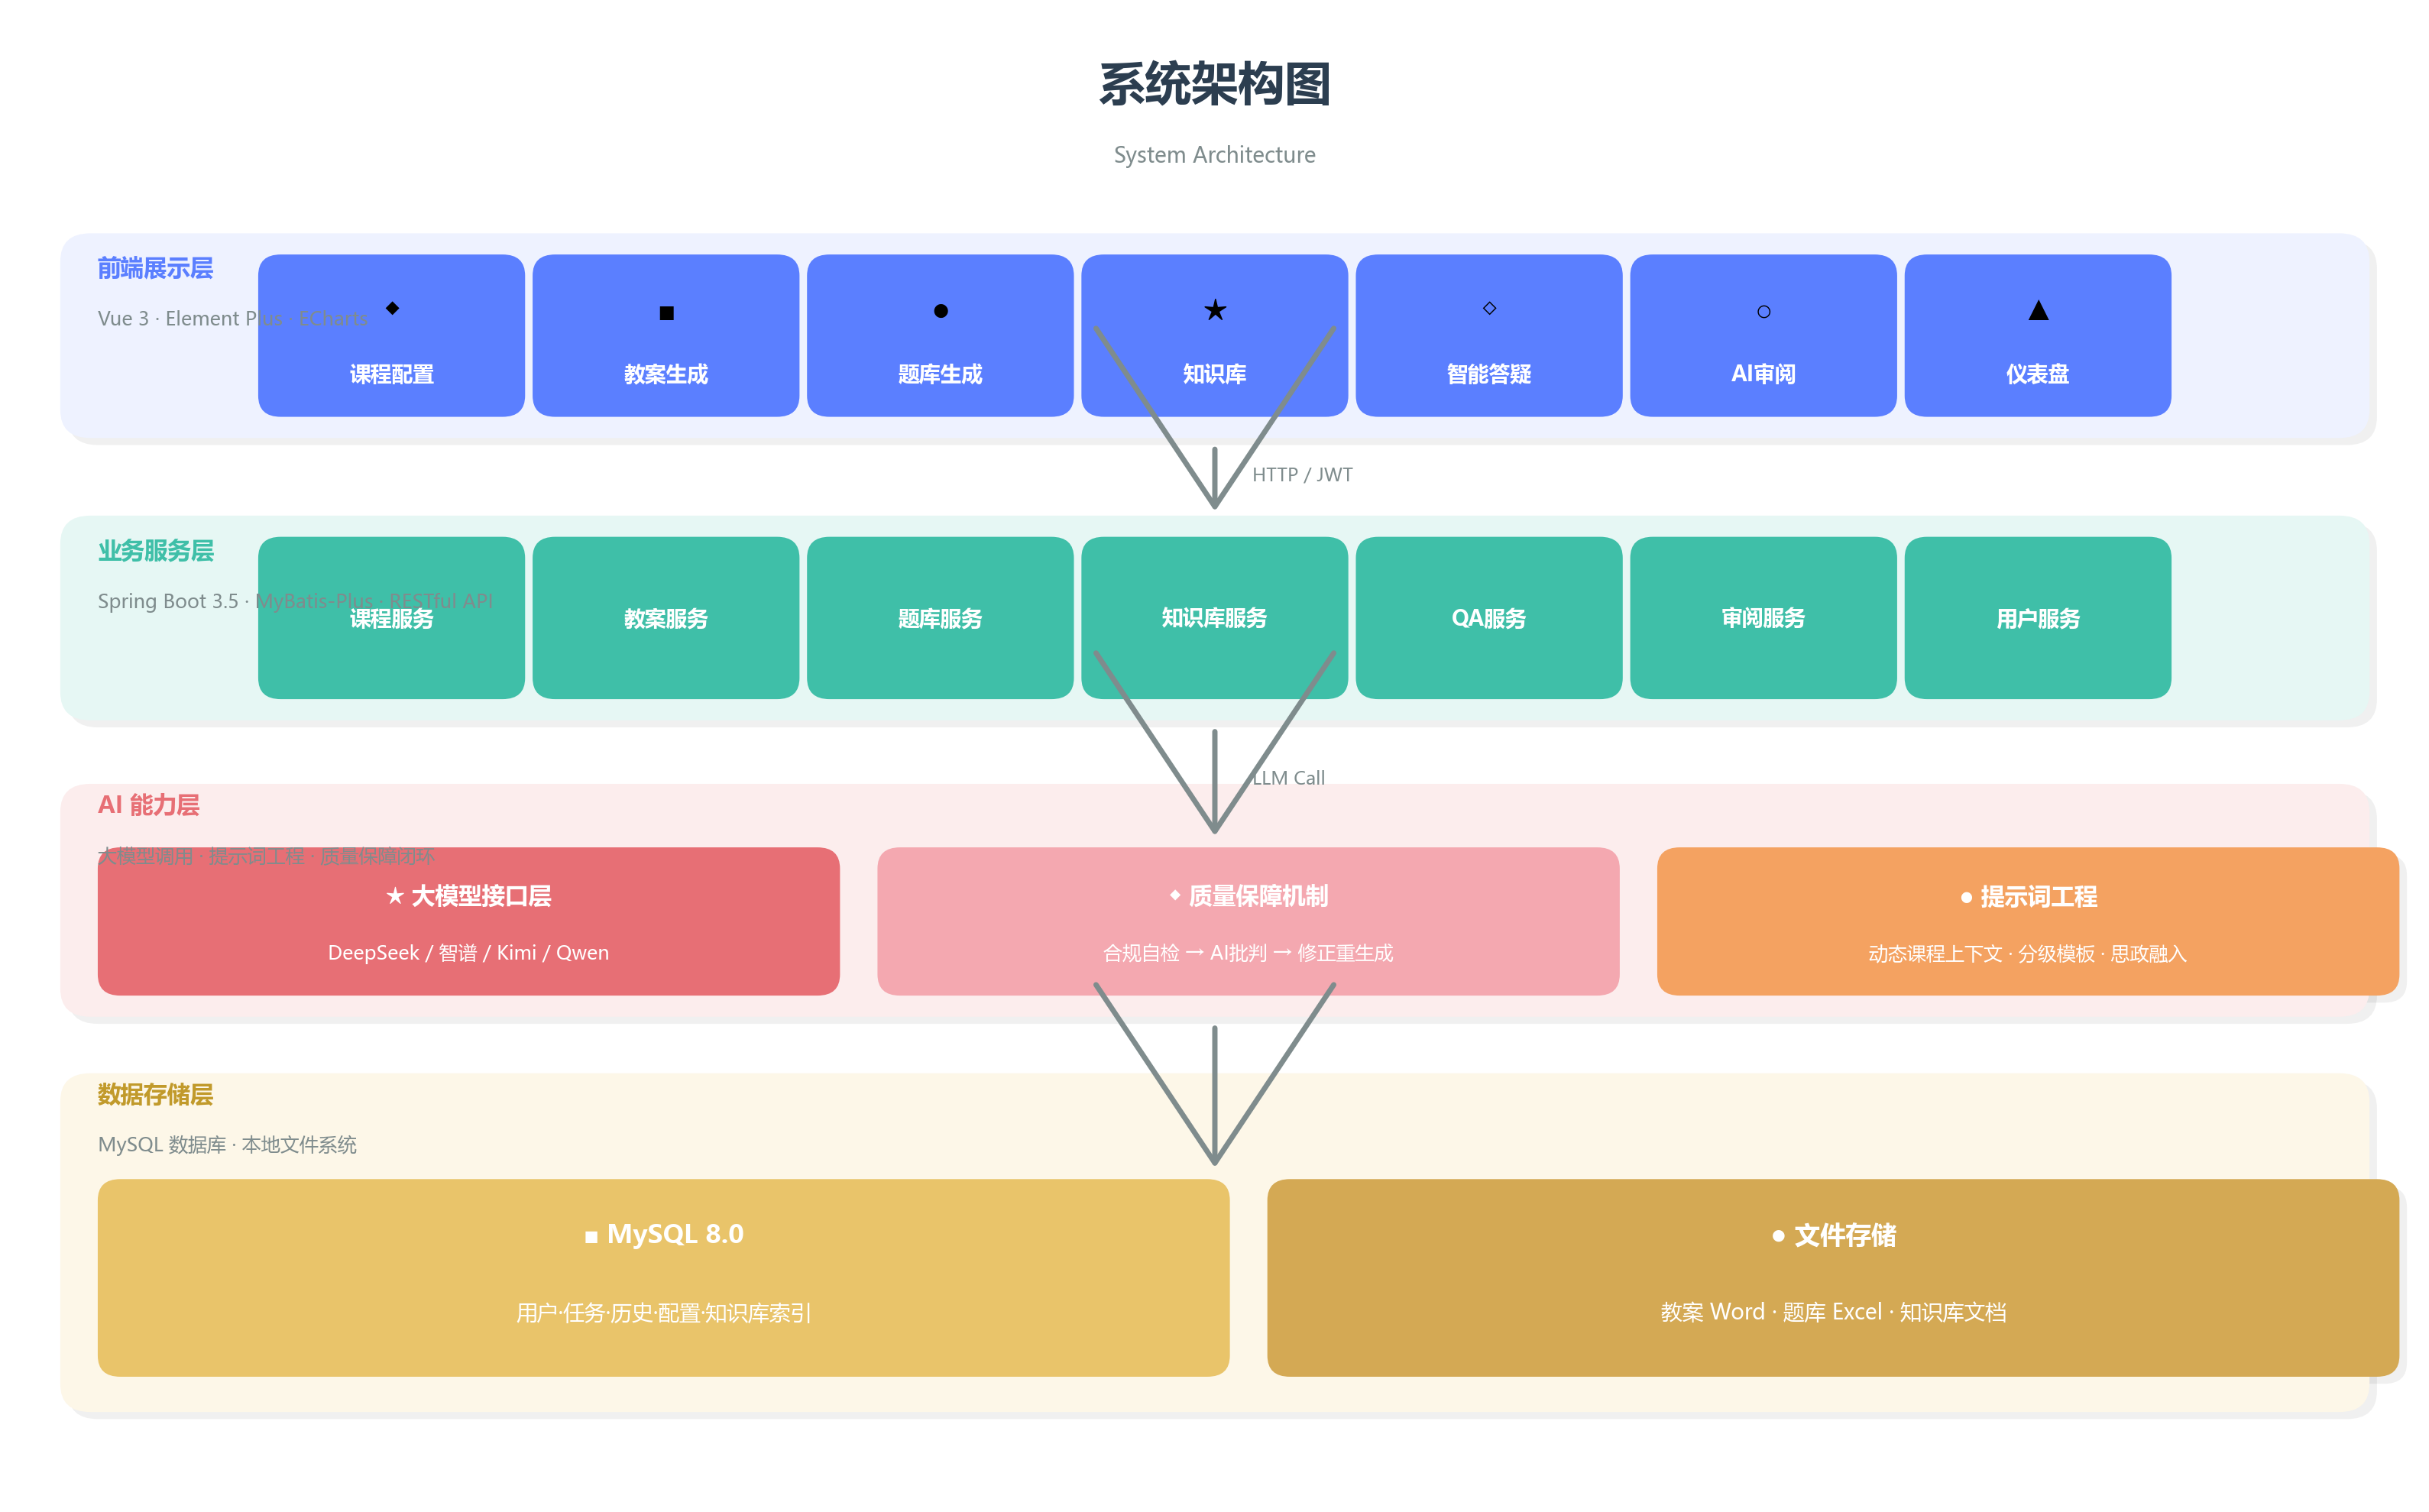 系统架构图
System Architecture
前端展示层
Vue 3 · Element Plus · ECharts
◆
■
●
★
◇
○
▲
课程配置
教案生成
题库生成
知识库
智能答疑
AI审阅
仪表盘
HTTP / JWT
业务服务层
Spring Boot 3.5 · MyBatis-Plus · RESTful API
课程服务
教案服务
题库服务
知识库服务
QA服务
审阅服务
用户服务
LLM Call
AI 能力层
大模型调用 · 提示词工程 · 质量保障闭环
★ 大模型接口层
DeepSeek / 智谱 / Kimi / Qwen
◆ 质量保障机制
合规自检 → AI批判 → 修正重生成
● 提示词工程
动态课程上下文 · 分级模板 · 思政融入
数据存储层
MySQL 数据库 · 本地文件系统
■ MySQL 8.0
用户·任务·历史·配置·知识库索引
● 文件存储
教案 Word · 题库 Excel · 知识库文档